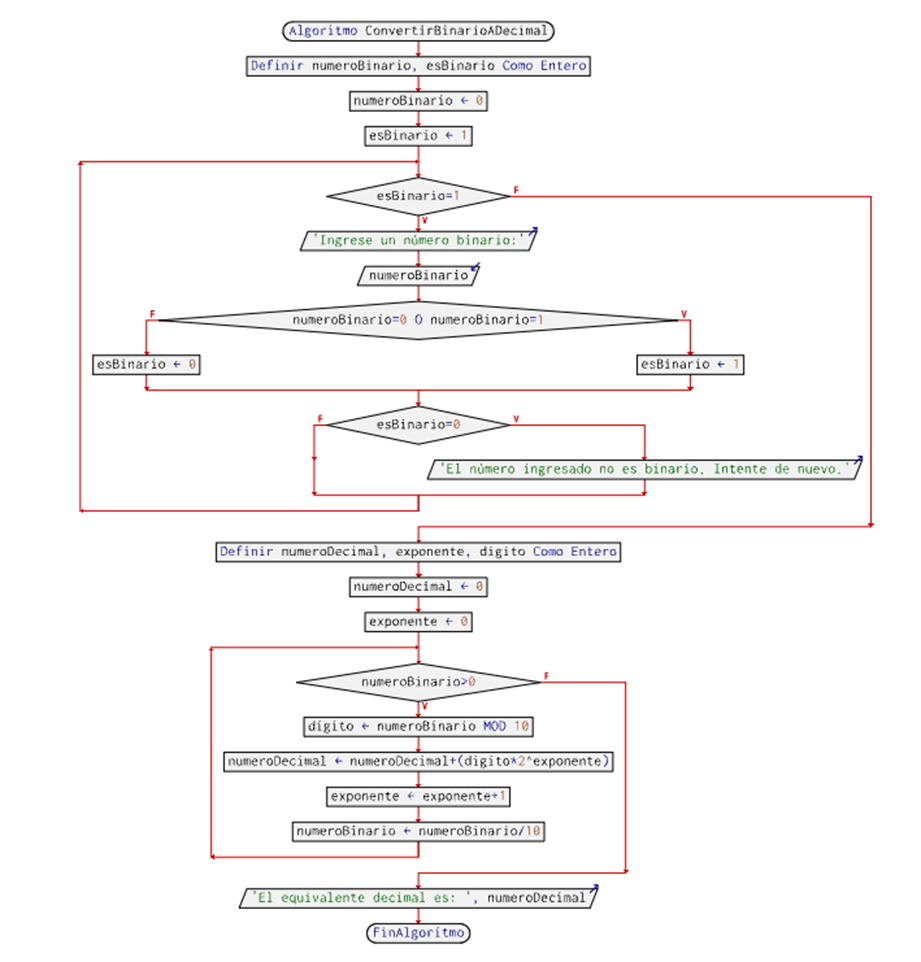 Algoritmo ConvertirBinarioADecimal
Definir numeroBinario, esBinario Como Entero
numeroBinario ← 0
esBinario ← 1
esBinario=1
F
V
'Ingrese un número binario:'
numeroBinario
F
numeroBinario=0 O numeroBinario=1
V
esBinario ← 0
esBinario ← 1
F
esBinario=0
V
'El número ingresado no es binario. Intente de nuevo.'
Definir numeroDecimal, exponente, digito Como Entero
numeroDecimal ← 0
exponente ← 0
numeroBinario>0
F
V
digito ← numeroBinario MOD 10
numeroDecimal ← numeroDecimal+(digito*2^exponente)
exponente ← exponente+1
numeroBinario ← numeroBinario/10
'El equivalente decimal es: ', numeroDecimal
FinAlgoritmo